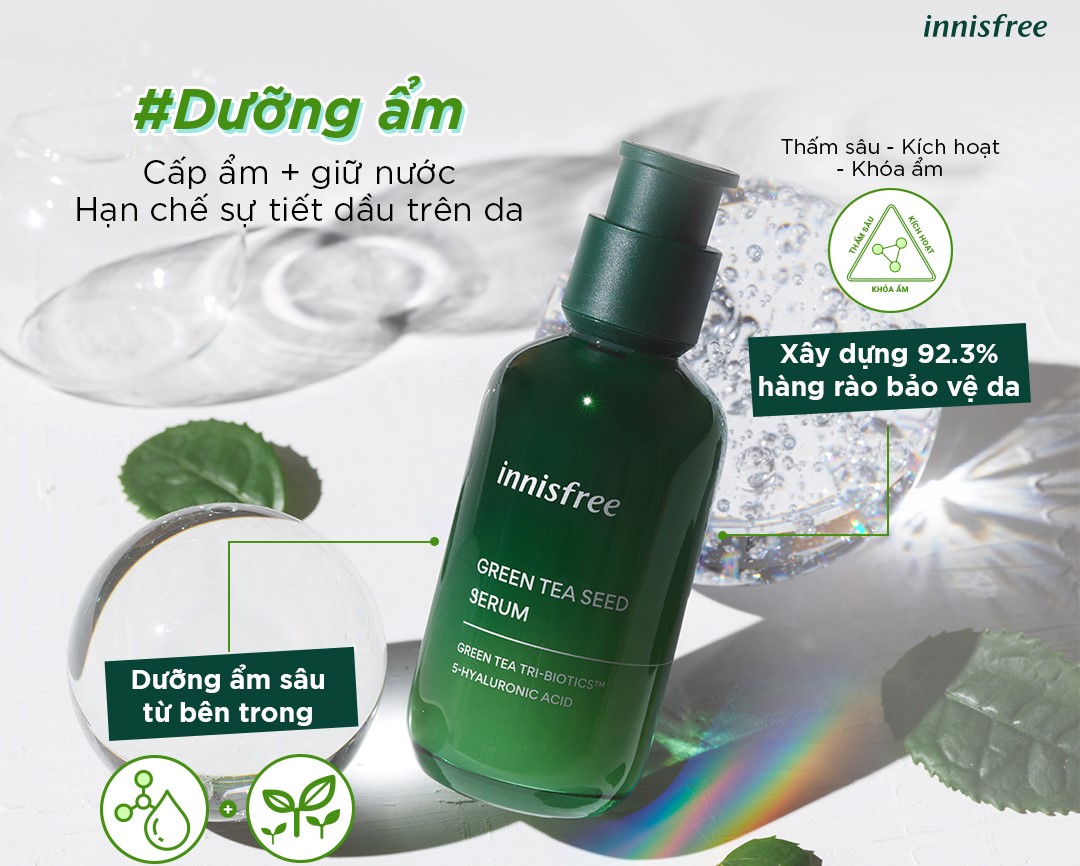 innisfree
#Dưỡng ẩm
Cấp ẩm + giữ nước
Hạn chế sự tiết dầu trên da
Thấm sâu - Kích hoạt
- Khóa ẩm
THẤM SÂU
KÍCH HOẠT
KHÓA ẨM
Xây dựng 92.3%
hàng rào bảo vệ da
innisfree
GREEN TEA SEED
SERUM
GREEN TEA TRI-BIOTICS™
5-HYALURONIC ACID
Dưỡng ẩm sâu
từ bên trong
+